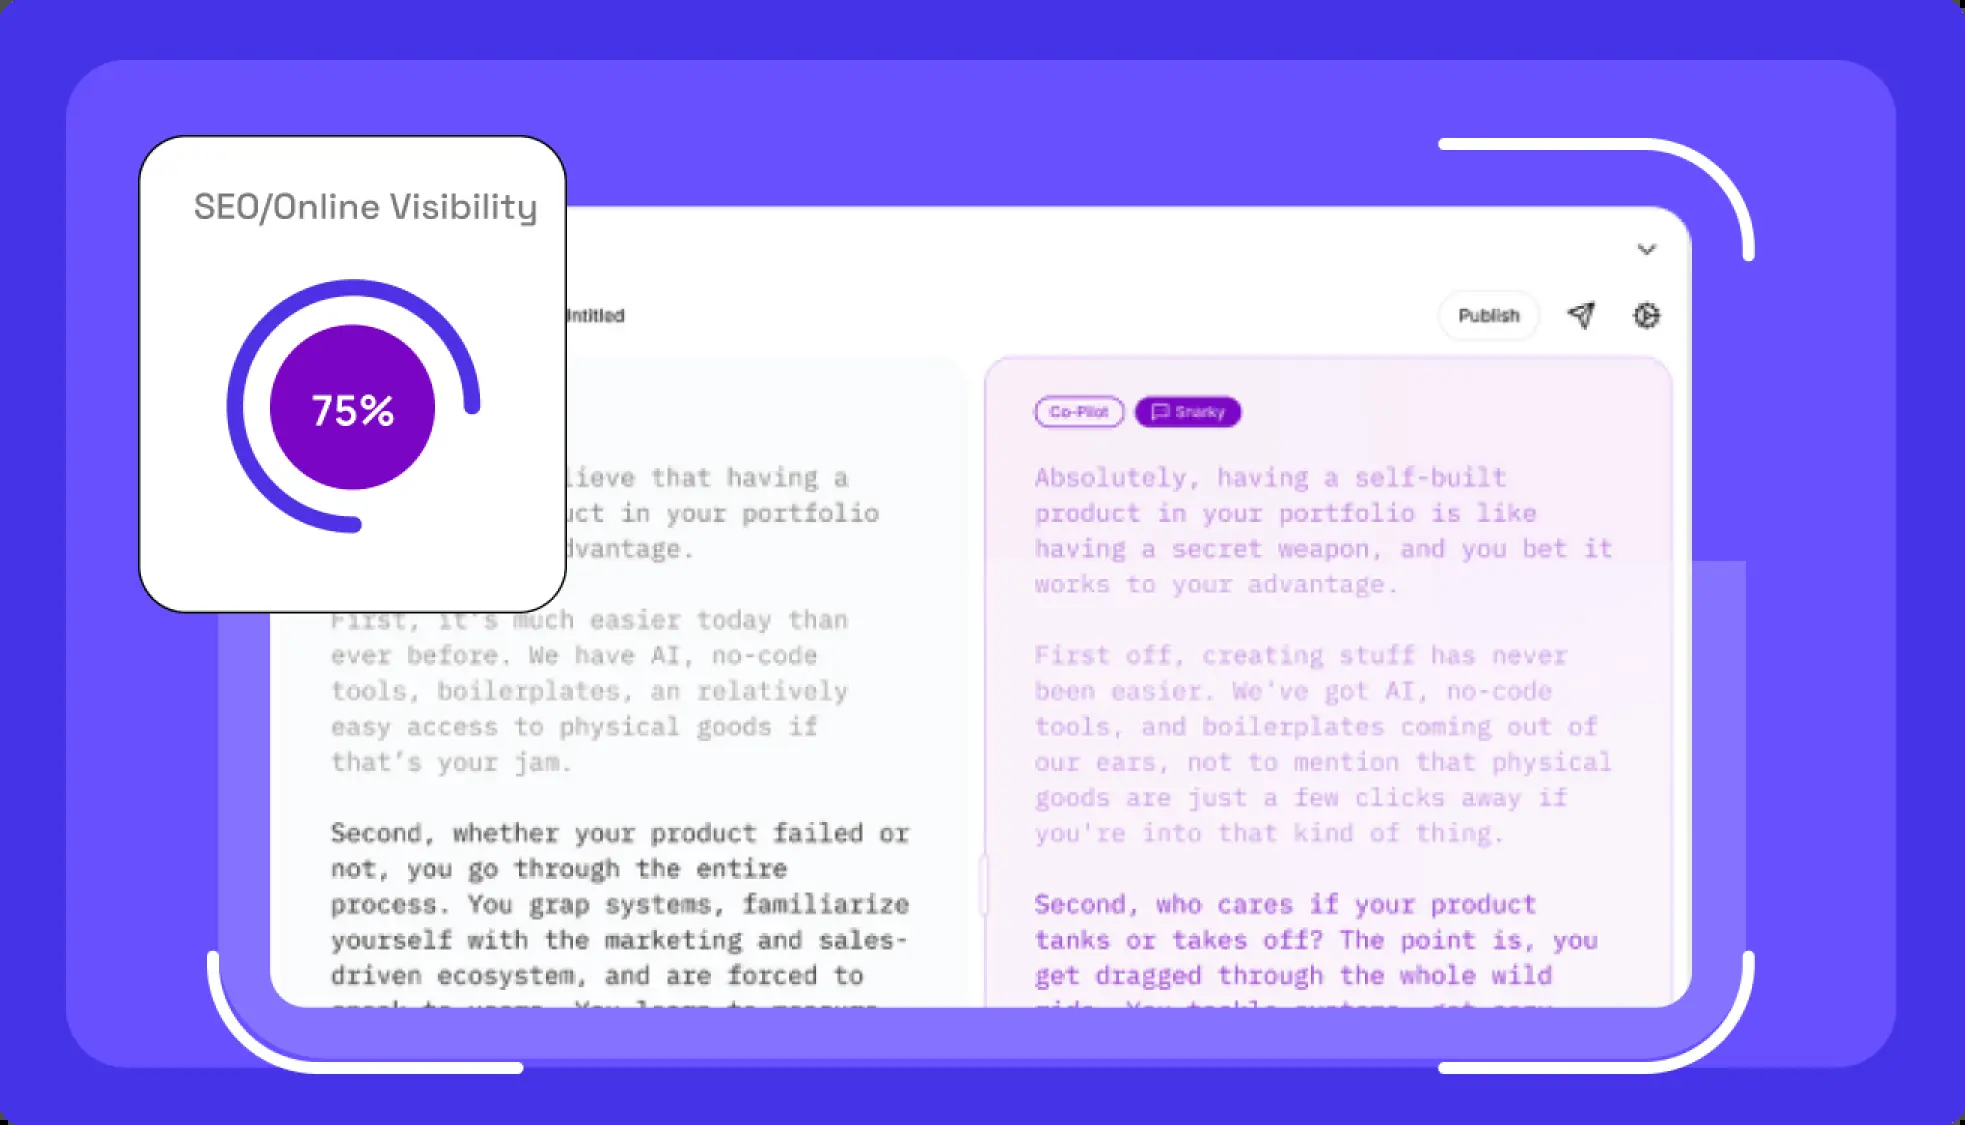 SEO/Online Visibility
75%
Untitled
Publish
Co-Pilot
Snarky
lieve that having a
uct in your portfolio
dvantage.
First, it's much easier today than
ever before. We have AI, no-code
tools, boilerplates, an relatively
easy access to physical goods if
that's your jam.
Second, whether your product failed or
not, you go through the entire
process. You grap systems, familiarize
yourself with the marketing and sales-
driven ecosystem, and are forced to
Absolutely, having a self-built
product in your portfolio is like
having a secret weapon, and you bet it
works to your advantage.
First off, creating stuff has never
been easier. We've got AI, no-code
tools, and boilerplates coming out of
our ears, not to mention that physical
goods are just a few clicks away if
you're into that kind of thing.
Second, who cares if your product
tanks or takes off? The point is, you
get dragged through the whole wild